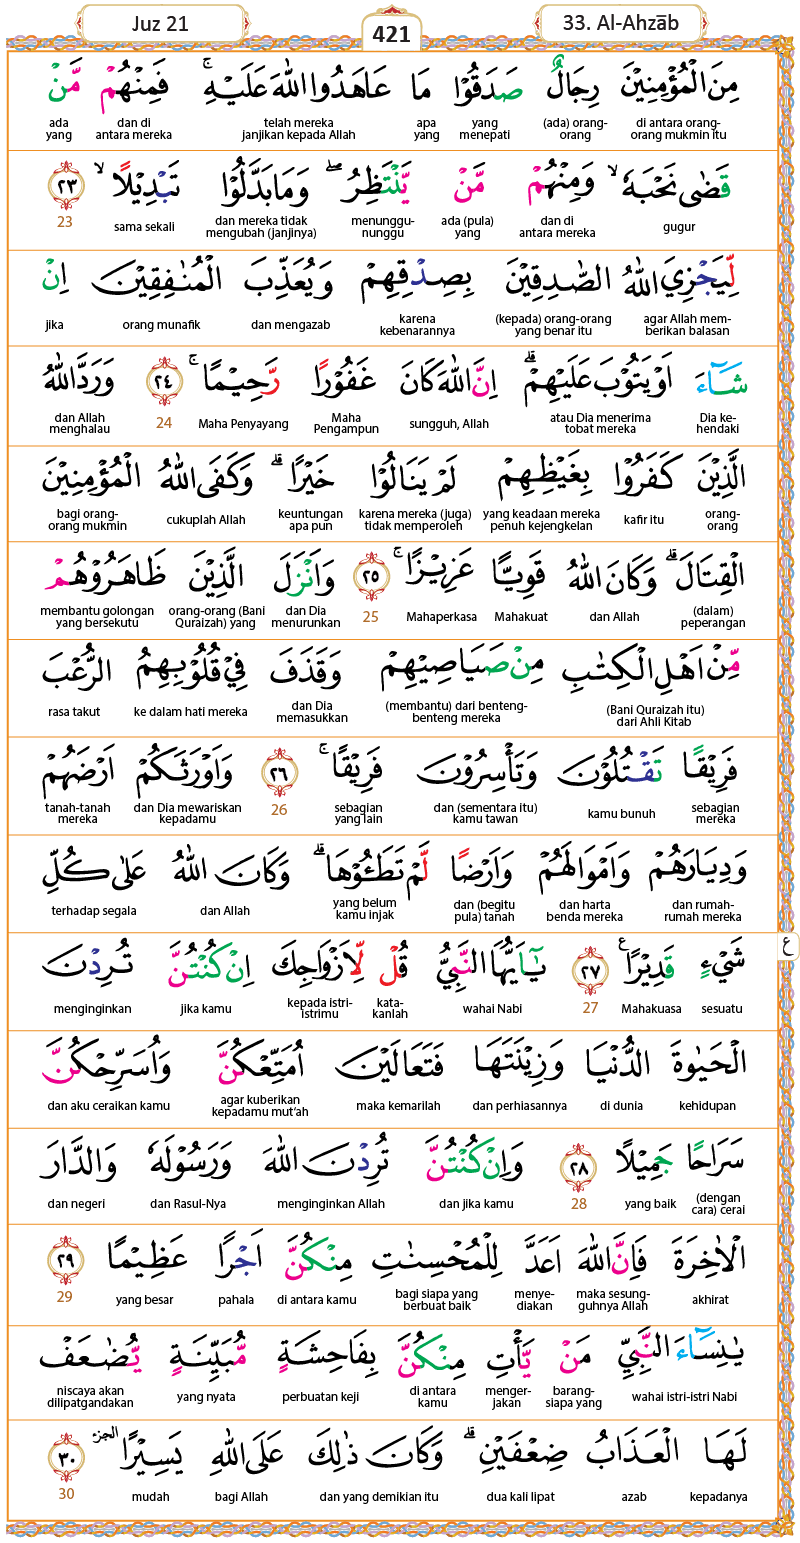 Juz 21
421
33. Al-Ahzāb
مِنَ الْمُؤْمِنِيْنَ رِجَالٌ صَدَقُوْا مَا عَاهَدُوا اللّٰهَ عَلَيْهِ ۚ فَمِنْهُمْ مَّنْ
di antara orang-orang mukmin itu (ada) orang-orang yang menepati apa yang telah mereka janjikan kepada Allah dan di antara mereka ada yang
قَضٰى نَحْبَهٗ ۙ وَمِنْهُمْ مَّنْ يَّنْتَظِرُ ۖ وَمَا بَدَّلُوْا تَبْدِيْلًا ۙ ٢٣
gugur dan di antara mereka ada (pula) yang menunggu-nunggu dan mereka tidak mengubah (janjinya) sama sekali 23
لِّيَجْزِيَ اللّٰهُ الصّٰدِقِيْنَ بِصِدْقِهِمْ وَيُعَذِّبَ الْمُنٰفِقِيْنَ اِنْ
agar Allah mem-berikan balasan (kepada) orang-orang yang benar itu karena kebenarannya dan mengazab orang munafik jika
شَاۤءَ اَوْ يَتُوْبَ عَلَيْهِمْ ۗ اِنَّ اللّٰهَ كَانَ غَفُوْرًا رَّحِيْمًا ۚ ٢٤ وَرَدَّ اللّٰهُ
Dia ke-hendaki atau Dia menerima tobat mereka sungguh, Allah Maha Pengampun Maha Penyayang 24 dan Allah menghalau
الَّذِيْنَ كَفَرُوْا بِغَيْظِهِمْ لَمْ يَنَالُوْا خَيْرًا ۗ وَكَفَى اللّٰهُ الْمُؤْمِنِيْنَ
orang-orang kafir itu yang keadaan mereka penuh kejengkelan karena mereka (juga) tidak memperoleh keuntungan apa pun cukuplah Allah bagi orang-orang mukmin
الْقِتَالَ ۗ وَكَانَ اللّٰهُ قَوِيًّا عَزِيْزًا ۚ ٢٥ وَاَنْزَلَ الَّذِيْنَ ظَاهَرُوْهُمْ
(dalam) peperangan dan Allah Mahakuat Mahaperkasa 25 dan Dia menurunkan orang-orang (Bani Quraizah) yang membantu golongan yang bersekutu
مِّنْ اَهْلِ الْكِتٰبِ مِنْ صَيَاصِيْهِمْ وَقَذَفَ فِيْ قُلُوْبِهِمُ الرُّعْبَ
(Bani Quraizah itu) dari Ahli Kitab (membantu) dari benteng-benteng mereka dan Dia memasukkan ke dalam hati mereka rasa takut
فَرِيْقًا تَقْتُلُوْنَ وَتَأْسِرُوْنَ فَرِيْقًا ۚ ٢٦ وَاَوْرَثَكُمْ اَرْضَهُمْ
sebagian mereka kamu bunuh dan (sementara itu) kamu tawan sebagian yang lain 26 dan Dia mewariskan kepadamu tanah-tanah mereka
وَدِيَارَهُمْ وَاَمْوَالَهُمْ وَاَرْضًا لَّمْ تَطَـُٔوْهَا ۗ وَكَانَ اللّٰهُ عَلٰى كُلِّ
dan rumah-rumah mereka dan harta benda mereka dan (begitu pula) tanah yang belum kamu injak dan Allah terhadap segala
شَيْءٍ قَدِيْرًا ࣖ ٢٧ يٰٓاَيُّهَا النَّبِيُّ قُلْ لِّاَزْوَاجِكَ اِنْ كُنْتُنَّ تُرِدْنَ ع
sesuatu Mahakuasa 27 wahai Nabi kata-kanlah kepada istri-istrimu jika kamu menginginkan
الْحَيٰوةَ الدُّنْيَا وَزِيْنَتَهَا فَتَعَالَيْنَ اُمَتِّعْكُنَّ وَاُسَرِّحْكُنَّ
kehidupan di dunia dan perhiasannya maka kemarilah agar kuberikan kepadamu mut'ah dan aku ceraikan kamu
سَرَاحًا جَمِيْلًا ٢٨ وَاِنْ كُنْتُنَّ تُرِدْنَ اللّٰهَ وَرَسُوْلَهٗ وَالدَّارَ
(dengan cara) cerai yang baik 28 dan jika kamu menginginkan Allah dan Rasul-Nya dan negeri
الْاٰخِرَةَ فَاِنَّ اللّٰهَ اَعَدَّ لِلْمُحْسِنٰتِ مِنْكُنَّ اَجْرًا عَظِيْمًا ٢٩
akhirat maka sesung-guhnya Allah menye-diakan bagi siapa yang berbuat baik di antara kamu pahala yang besar 29
يٰنِسَاۤءَ النَّبِيِّ مَنْ يَّأْتِ مِنْكُنَّ بِفَاحِشَةٍ مُّبَيِّنَةٍ يُّضٰعَفْ
wahai istri-istri Nabi barang-siapa yang menger-jakan di antara kamu perbuatan keji yang nyata niscaya akan dilipatgandakan
لَهَا الْعَذَابُ ضِعْفَيْنِ ۗ وَكَانَ ذٰلِكَ عَلَى اللّٰهِ يَسِيْرًا الجزء ٣٠
kepadanya azab dua kali lipat dan yang demikian itu bagi Allah mudah 30